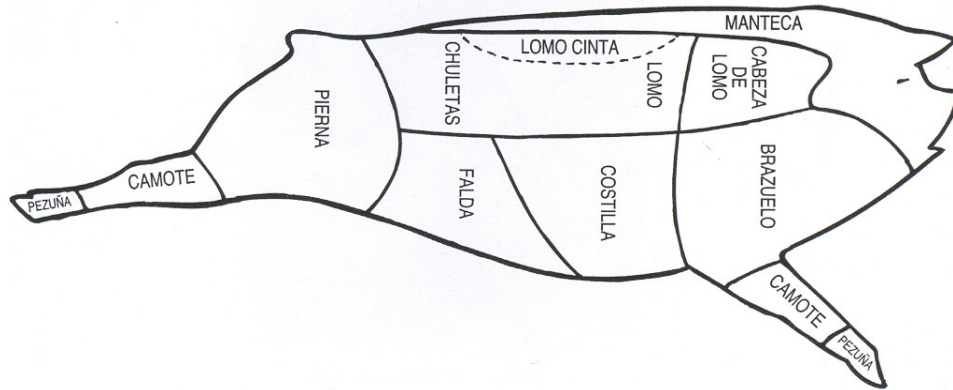 MANTECA
LOMO CINTA
CHULETAS
LOMO
CABEZA
DE
LOMO
PIERNA
BRAZUELO
CAMOTE
PEZUÑA
FALDA
COSTILLA
CAMOTE
PEZUÑA